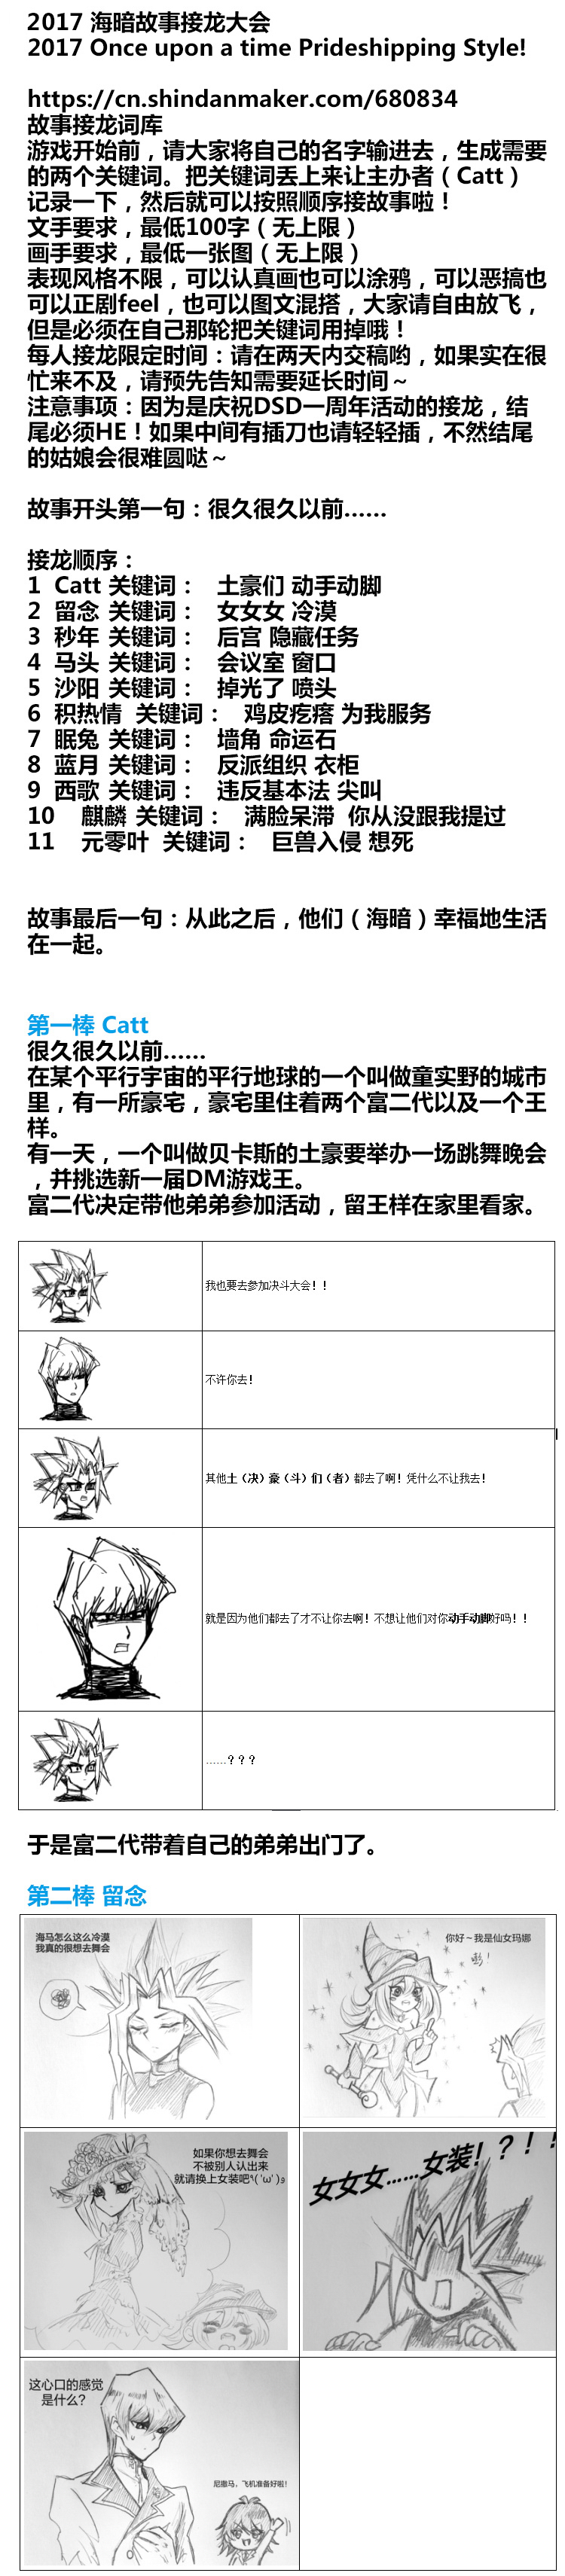 2017 海暗故事接龙大会
2017 Once upon a time Prideshipping Style!
https://cn.shindanmaker.com/680834
故事接龙词库
游戏开始前，请大家将自己的名字输进去，生成需要
的两个关键词。把关键词丢上来让主办者（Catt）
记录一下，然后就可以按照顺序接故事啦！
文手要求，最低100字（无上限）
画手要求，最低一张图（无上限）
表现风格不限，可以认真画也可以涂鸦，可以恶搞也
可以正剧feel，也可以图文混搭，大家请自由放飞，
但是必须在自己那轮把关键词用掉哦！
每人接龙限定时间：请在两天内交稿哟，如果实在很
忙来不及，请预先告知需要延长时间～
注意事项：因为是庆祝DSD一周年活动的接龙，结
尾必须HE！如果中间有插刀也请轻轻插，不然结尾
的姑娘会很难圆哒～
故事开头第一句：很久很久以前……
接龙顺序：
1 Catt 关键词： 土豪们 动手动脚
2 留念 关键词： 女女女 冷漠
3 秒年 关键词： 后宫 隐藏任务
4 马头 关键词： 会议室 窗口
5 沙阳 关键词： 掉光了 喷头
6 积热情 关键词： 鸡皮疙瘩 为我服务
7 眠兔 关键词： 墙角 命运石
8 蓝月 关键词： 反派组织 衣柜
9 西歌 关键词： 违反基本法 尖叫
10 麒麟 关键词： 满脸呆滞 你从没跟我提过
11 元零叶 关键词： 巨兽入侵 想死
故事最后一句：从此之后，他们（海暗）幸福地生活
在一起。
第一棒 Catt
很久很久以前……
在某个平行宇宙的平行地球的一个叫做童实野的城市
里，有一所豪宅，豪宅里住着两个富二代以及一个王
样。
有一天，一个叫做贝卡斯的土豪要举办一场跳舞晚会
，并挑选新一届DM游戏王。
富二代决定带他弟弟参加活动，留王样在家里看家。
我也要去参加决斗大会！！
不许你去！
其他土（决）豪（斗）们（者）都去了啊！凭什么不让我去！
就是因为他们都去了才不让你去啊！不想让他们对你动手动脚好吗！！
……？？？
于是富二代带着自己的弟弟出门了。
第二棒 留念
海马怎么这么冷漠
我真的很想去舞会
你好～我是仙女玛娜
嘭！
如果你想去舞会
不被别人认出来
就请换上女装吧٩( 'ω' )و
女女女……女装！？！！
这心口的感觉
是什么？
尼撒马，飞机准备好啦！